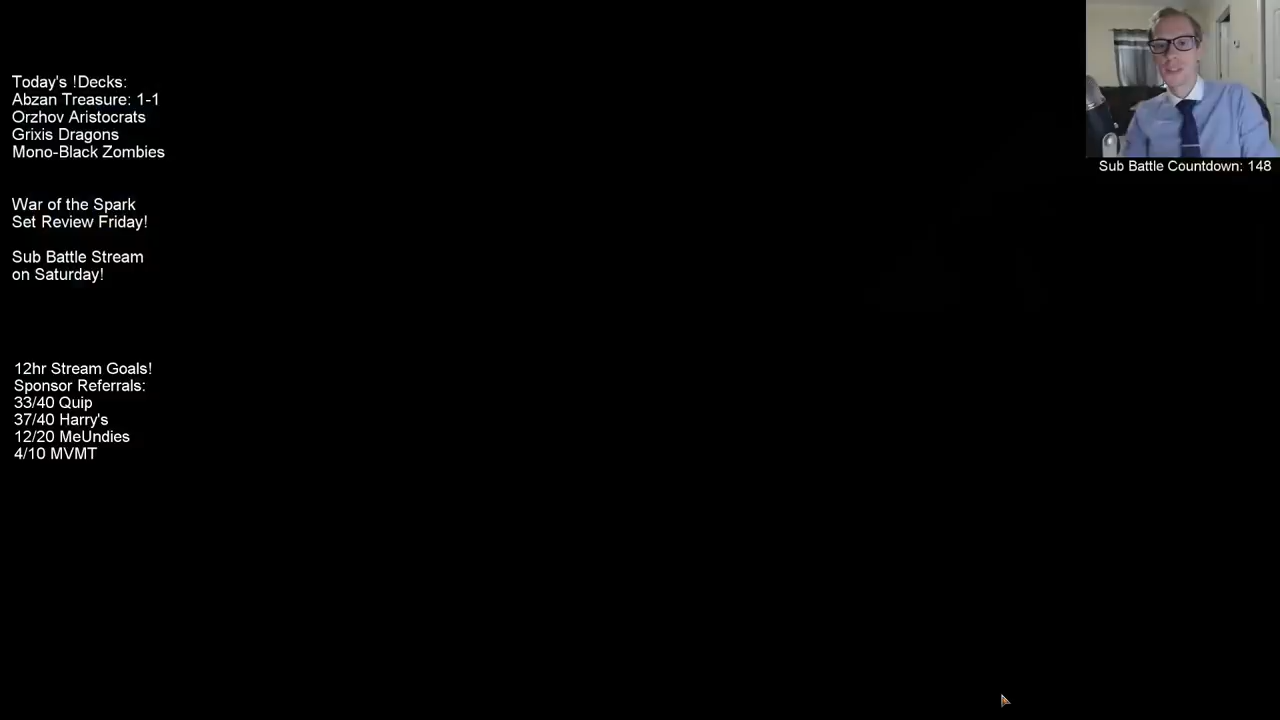 Today's !Decks:
Abzan Treasure: 1-1
Orzhov Aristocrats
Grixis Dragons
Mono-Black Zombies
War of the Spark
Set Review Friday!
Sub Battle Stream
on Saturday!
12hr Stream Goals!
Sponsor Referrals:
33/40 Quip
37/40 Harry's
12/20 MeUndies
4/10 MVMT
Sub Battle Countdown: 148